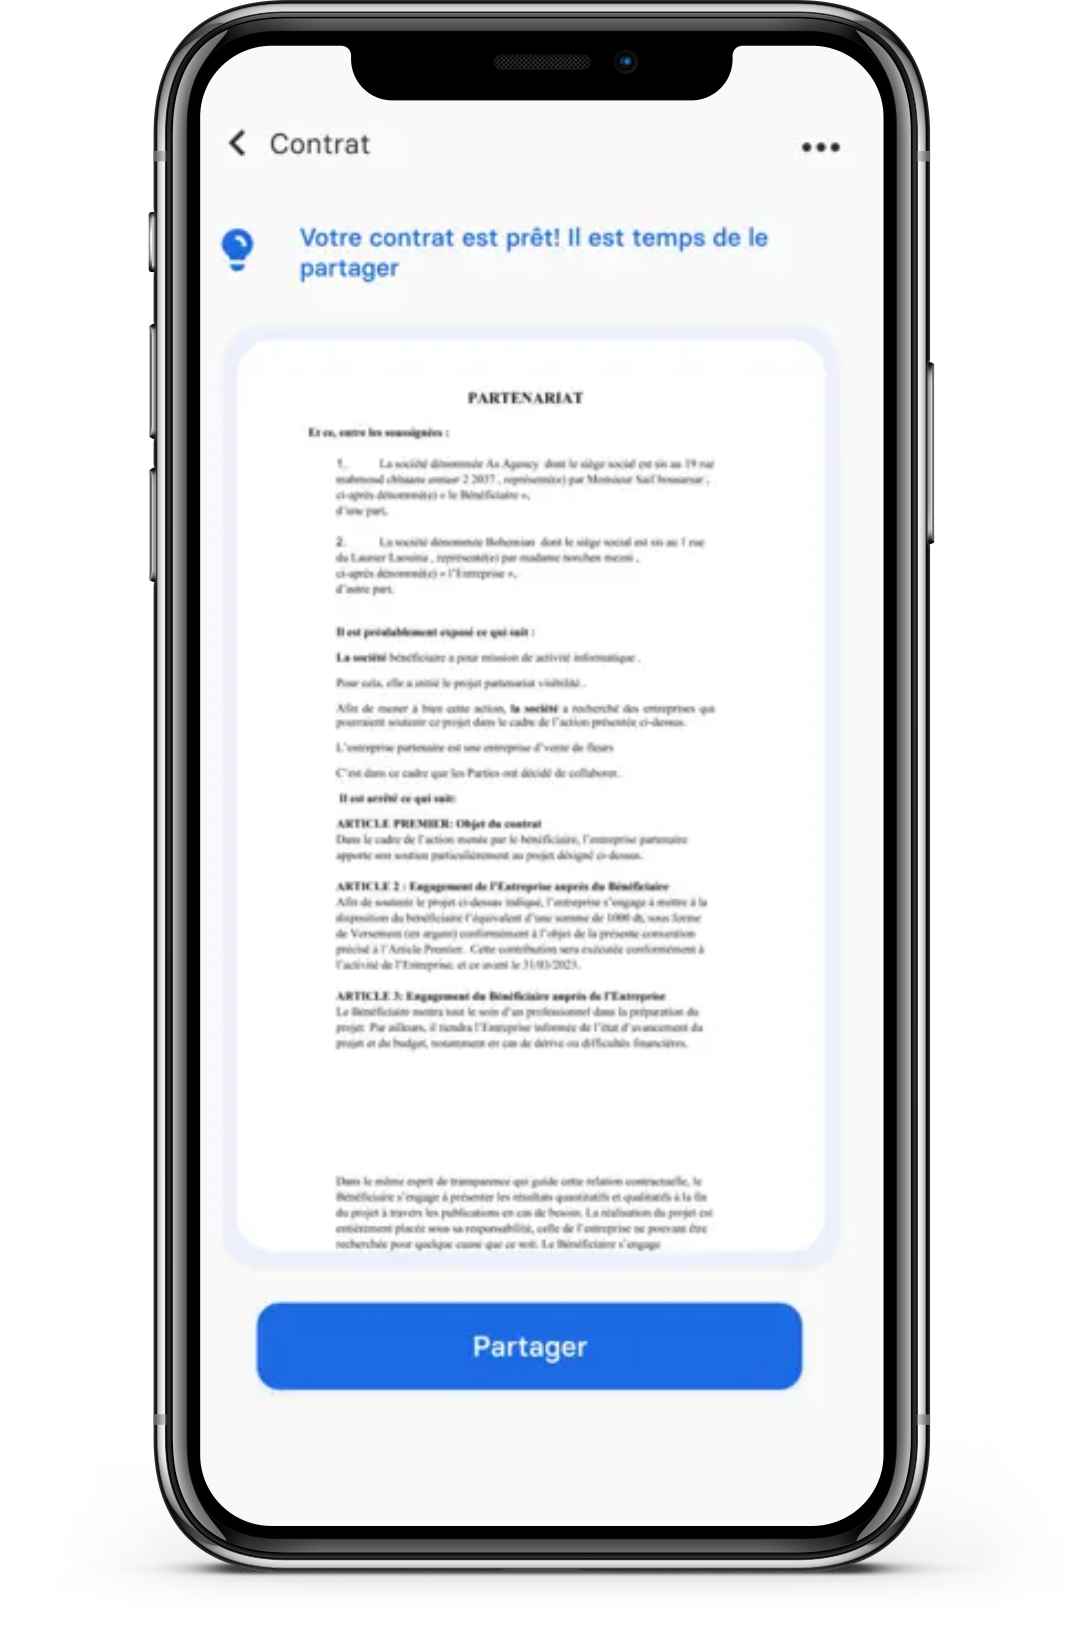 Contrat
Votre contrat est prêt! Il est temps de le
partager
PARTENARIAT
Et ce, entre les soussignées :
1. La société dénommée As Agency dont le siège social est sis au 19 rue
mahmoud ennaser 2 2037 , représenté(e) par Monsieur Saif boussarsar ,
ci-après dénommé(e) « le Bénéficiaire »,
d'une part,
2. La société dénommée Bohemian dont le siège social est sis au 1 rue
du Laouina , représenté(e) par madame nerchen mezni ,
ci-après dénommé(e) « l'Entreprise »,
d'autre part.
Il est préalablement exposé ce qui suit :
La société bénéficiaire a pour mission de activité informatique .
Pour cela, elle a initié le projet partenariat visibilité .
Afin de mener à bien cette action, la société a recherché des entreprises qui
pourraient soutenir ce projet dans le cadre de l'action présentée ci-dessus.
L'entreprise partenaire est une entreprise d'vente de fleurs
C'est dans ce cadre que les Parties ont décidé de collaborer.
Il est arrêté ce qui suit:
ARTICLE PREMIER: Objet du contrat
Dans le cadre de l'action menée par le bénéficiaire, l'entreprise partenaire
apporte son soutien particulièrement au projet désigné ci-dessus.
ARTICLE 2 : Engagement de l'Entreprise auprès du Bénéficiaire
Afin de soutenir le projet ci-dessus indiqué, l'entreprise s'engage à mettre à la
disposition du bénéficiaire l'équivalent d'une somme de 1000 dt, sous forme
de Versement (en argent) conformément à l'objet de la présente convention
précisé à l'Article Premier. Cette contribution sera exécutée conformément à
l'activité de l'Entreprise, et ce avant le 31/03/2023.
ARTICLE 3: Engagement du Bénéficiaire auprès de l'Entreprise
Le Bénéficiaire mettra tout le soin d'un professionnel dans la préparation du
projet. Par ailleurs, il tiendra l'Entreprise informée de l'état d'avancement du
projet et du budget, notamment en cas de dérive ou difficultés financières.
Dans le même esprit de transparence qui guide cette relation contractuelle, le
Bénéficiaire s'engage à présenter les résultats quantitatifs et qualitatifs à la fin
du projet à travers les publications en cas de besoin. La réalisation du projet est
entièrement placée sous sa responsabilité, celle de l'entreprise ne pouvant être
recherchée pour quelque cause que ce soit. Le Bénéficiaire s'engage
Partager